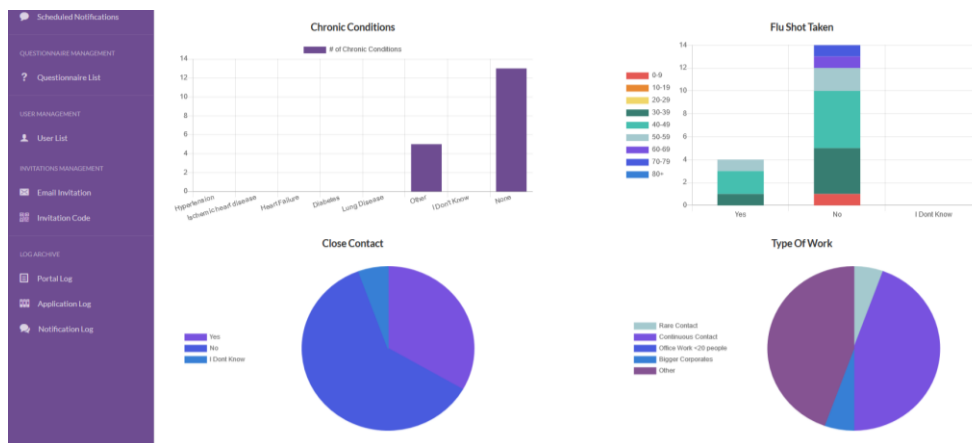 Scheduled Notifications
QUESTIONNAIRE MANAGEMENT
? Questionnaire List
USER MANAGEMENT
User List
INVITATIONS MANAGEMENT
Email Invitation
Invitation Code
LOG ARCHIVE
Portal Log
Application Log
Notification Log
Chronic Conditions
# of Chronic Conditions
14
12
10
8
6
4
2
0
Hypertension
Ischemic heart disease
Heart Failure
Diabetes
Lung Disease
Other
I Don't Know
None
Flu Shot Taken
0-9
10-19
20-29
30-39
40-49
50-59
60-69
70-79
80+
14
12
10
8
6
4
2
0
Yes
No
I Dont Know
Close Contact
Yes
No
I Dont Know
Type Of Work
Rare Contact
Continuous Contact
Office Work <20 people
Bigger Corporates
Other